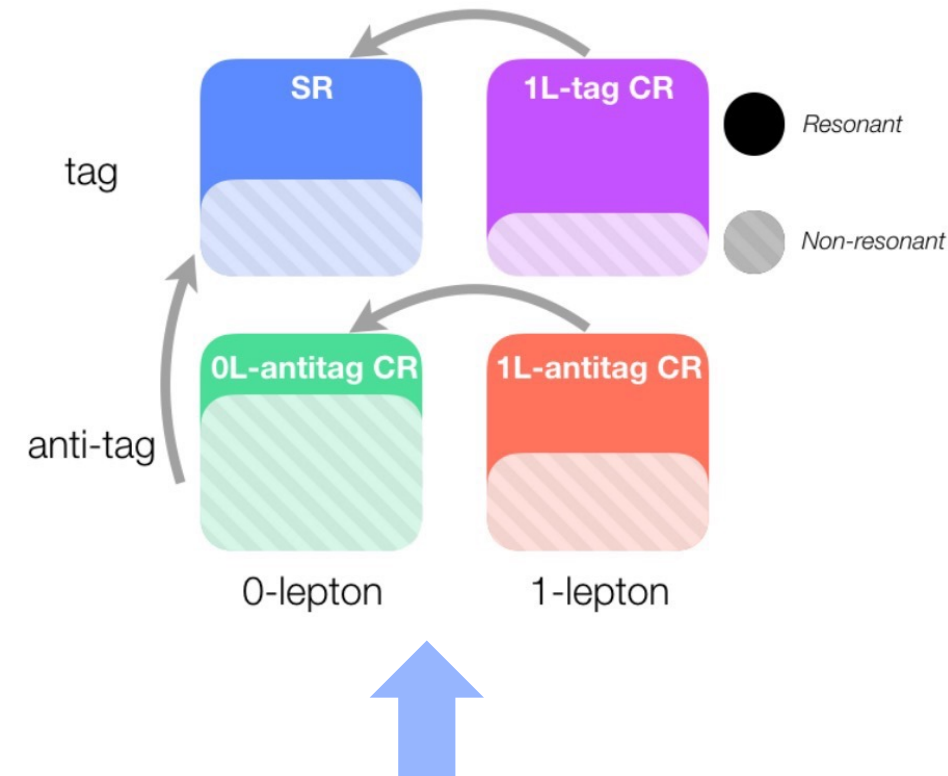 SR
1L-tag CR
Resonant
tag
Non-resonant
0L-antitag CR
1L-antitag CR
anti-tag
0-lepton
1-lepton